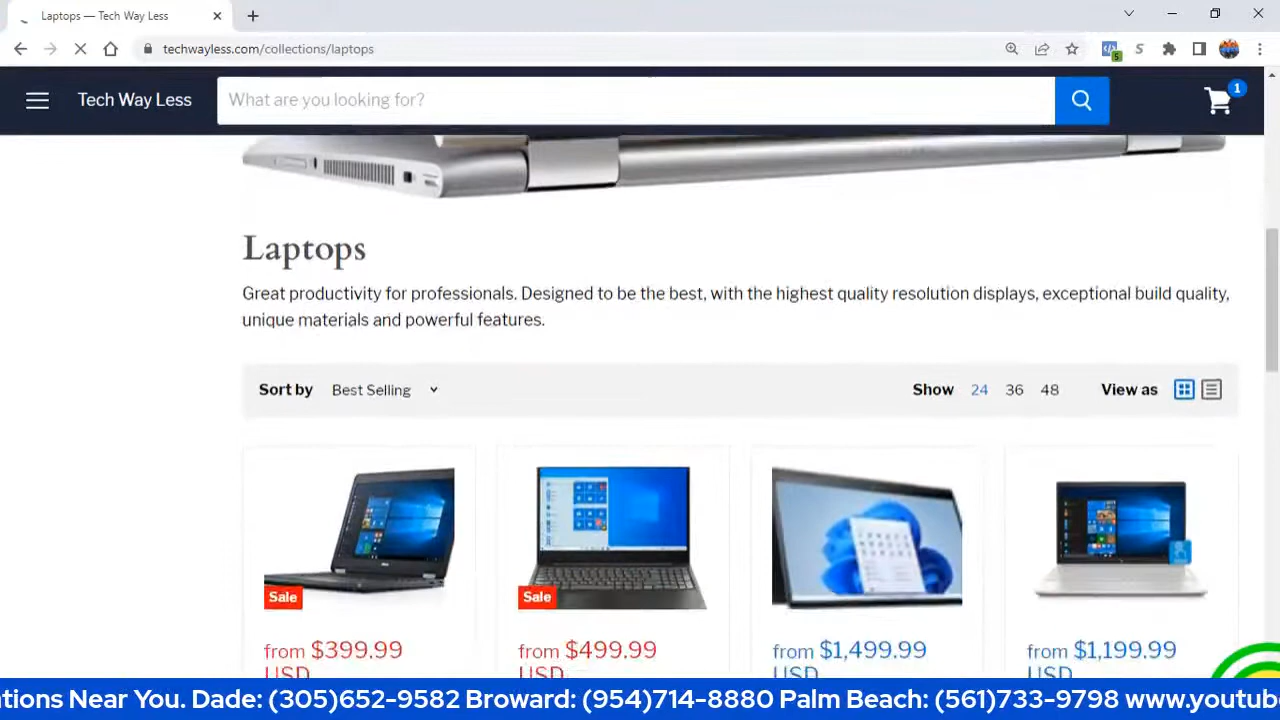 Laptops — Tech Way Less
techwayless.com/collections/laptops
S
5
Tech Way Less
What are you looking for?
1
Laptops
Great productivity for professionals. Designed to be the best, with the highest quality resolution displays, exceptional build quality,
unique materials and powerful features.
Sort by Best Selling
Show 24 36 48 View as
Sale Sale
from $399.99 from $499.99 from $1,499.99 from $1,199.99
USD USD USD USD
ations Near You. Dade: (305)652-9582 Broward: (954)714-8880 Palm Beach: (561)733-9798 www.youtub